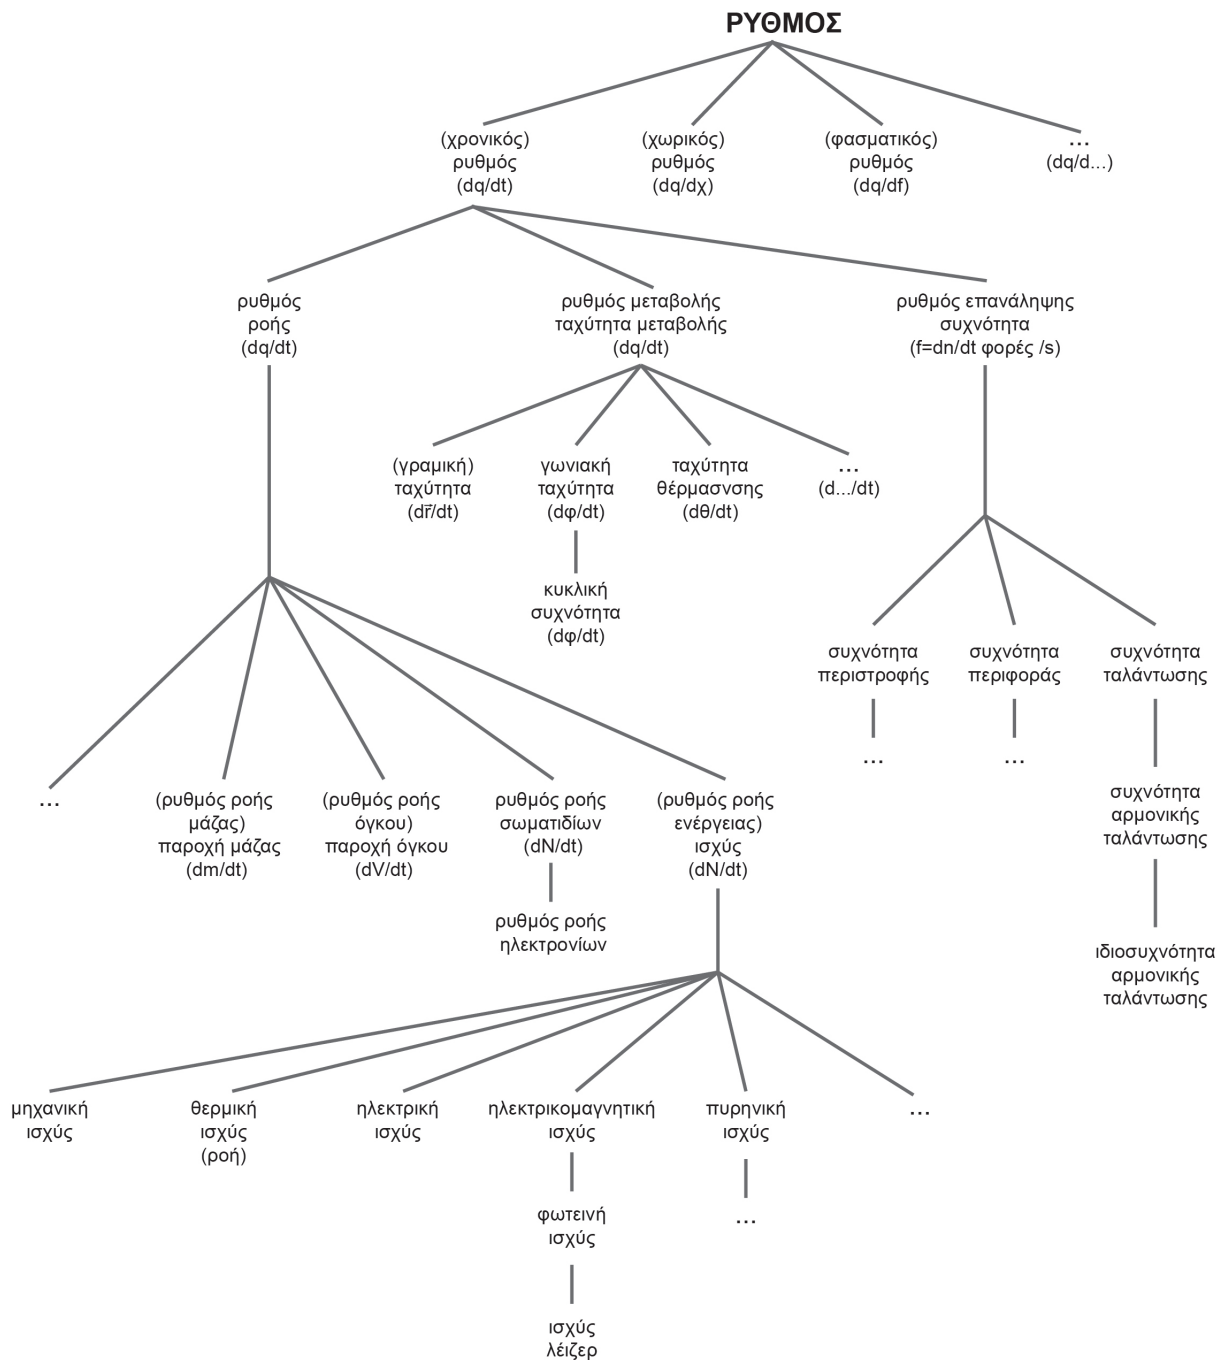 ΡΥΘΜΟΣ
(χρονικός)
ρυθμός
(dq/dt)
(χωρικός)
ρυθμός
(dq/dχ)
(φασματικός)
ρυθμός
(dq/df)
...
(dq/d...)
ρυθμός
ροής
(dq/dt)
ρυθμός μεταβολής
ταχύτητα μεταβολής
(dq/dt)
ρυθμός επανάληψης
συχνότητα
(f=dn/dt φορές /s)
(γραμική)
ταχύτητα
(dr̅/dt)
γωνιακή
ταχύτητα
(dφ/dt)
ταχύτητα
θέρμασνσης
(dθ/dt)
...
(d.../dt)
κυκλική
συχνότητα
(dφ/dt)
συχνότητα
περιστροφής
...
συχνότητα
περιφοράς
...
συχνότητα
ταλάντωσης
συχνότητα
αρμονικής
ταλάντωσης
ιδιοσυχνότητα
αρμονικής
ταλάντωσης
...
(ρυθμός ροής
μάζας)
παροχή μάζας
(dm/dt)
(ρυθμός ροής
όγκου)
παροχή όγκου
(dV/dt)
ρυθμός ροής
σωματιδίων
(dN/dt)
ρυθμός ροής
ηλεκτρονίων
(ρυθμός ροής
ενέργειας)
ισχύς
(dN/dt)
μηχανική
ισχύς
θερμική
ισχύς
(ροή)
ηλεκτρική
ισχύς
ηλεκτρικομαγνητική
ισχύς
φωτεινή
ισχύς
ισχύς
λέιζερ
πυρηνική
ισχύς
...
...